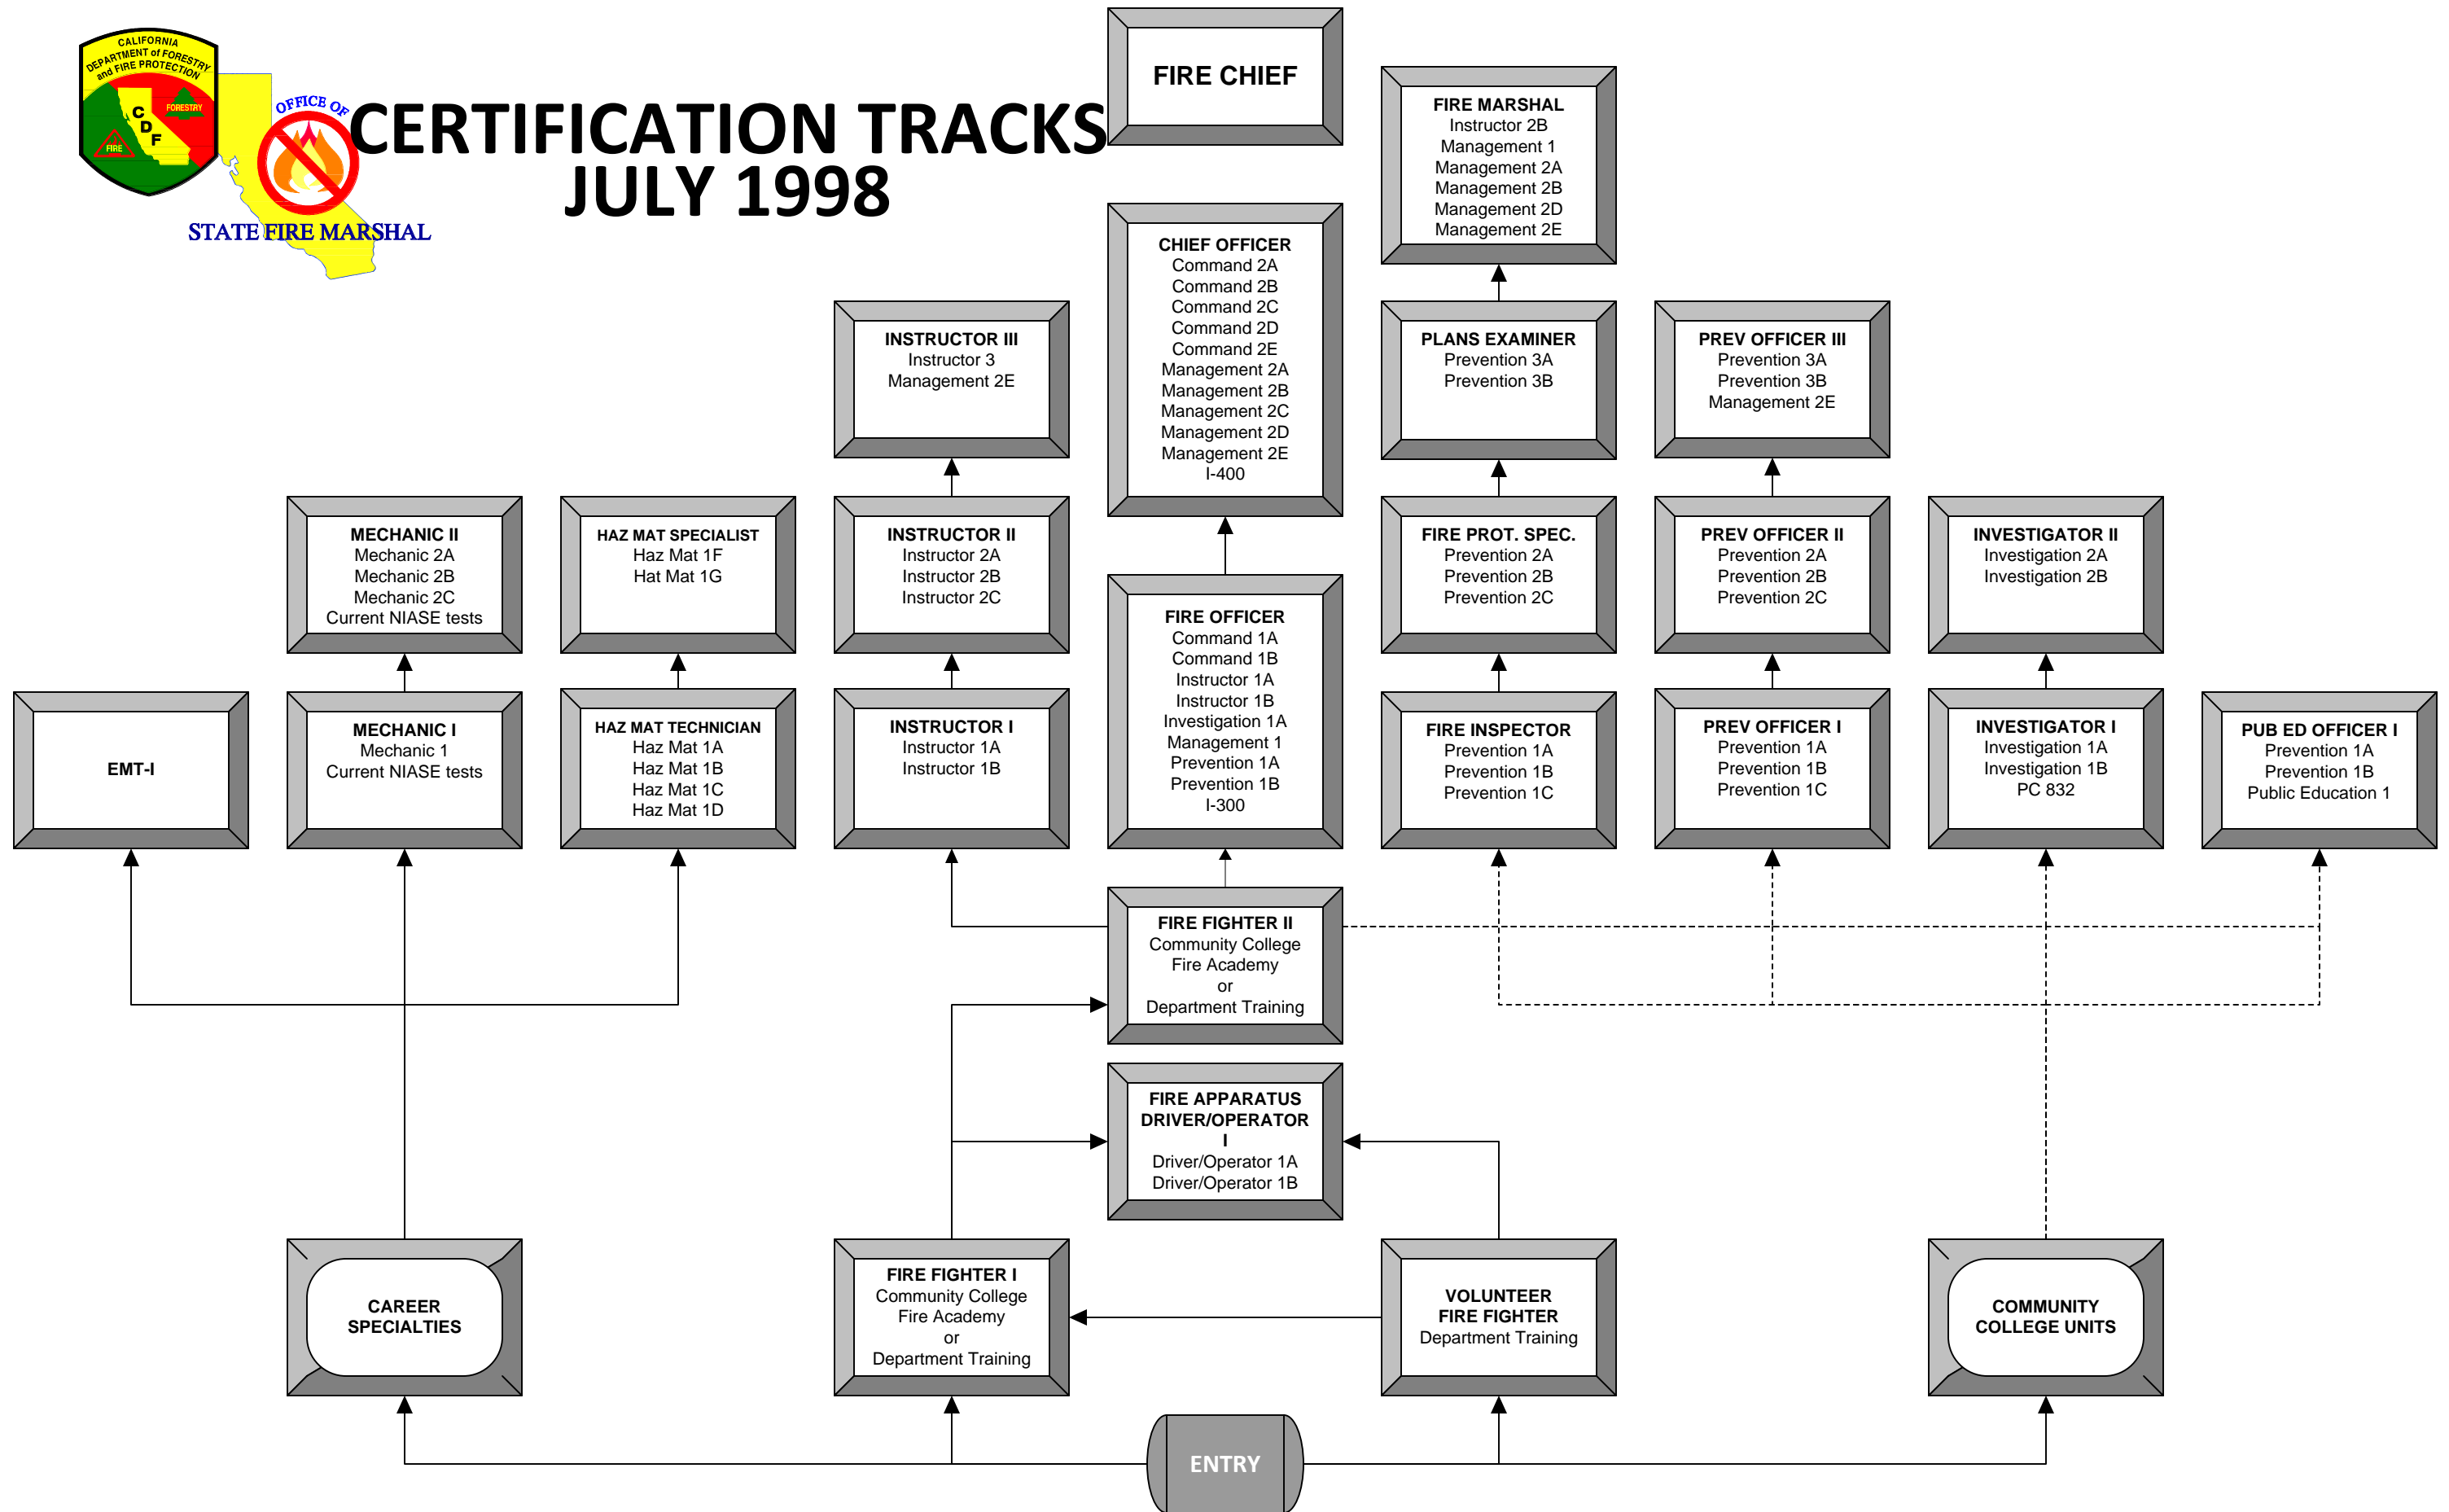 CALIFORNIA
DEPARTMENT of FORESTRY
and FIRE PROTECTION
FORESTRY
C
D
F
FIRE
OFFICE OF
STATE FIRE MARSHAL
CERTIFICATION TRACKS
JULY 1998
FIRE CHIEF
FIRE MARSHAL
Instructor 2B
Management 1
Management 2A
Management 2B
Management 2D
Management 2E
CHIEF OFFICER
Command 2A
Command 2B
Command 2C
Command 2D
Command 2E
Management 2A
Management 2B
Management 2C
Management 2D
Management 2E
I-400
INSTRUCTOR III
Instructor 3
Management 2E
PLANS EXAMINER
Prevention 3A
Prevention 3B
PREV OFFICER III
Prevention 3A
Prevention 3B
Management 2E
MECHANIC II
Mechanic 2A
Mechanic 2B
Mechanic 2C
Current NIASE tests
HAZ MAT SPECIALIST
Haz Mat 1F
Hat Mat 1G
INSTRUCTOR II
Instructor 2A
Instructor 2B
Instructor 2C
FIRE PROT. SPEC.
Prevention 2A
Prevention 2B
Prevention 2C
PREV OFFICER II
Prevention 2A
Prevention 2B
Prevention 2C
INVESTIGATOR II
Investigation 2A
Investigation 2B
FIRE OFFICER
Command 1A
Command 1B
Instructor 1A
Instructor 1B
Investigation 1A
Management 1
Prevention 1A
Prevention 1B
I-300
EMT-I
MECHANIC I
Mechanic 1
Current NIASE tests
HAZ MAT TECHNICIAN
Haz Mat 1A
Haz Mat 1B
Haz Mat 1C
Haz Mat 1D
INSTRUCTOR I
Instructor 1A
Instructor 1B
FIRE INSPECTOR
Prevention 1A
Prevention 1B
Prevention 1C
PREV OFFICER I
Prevention 1A
Prevention 1B
Prevention 1C
INVESTIGATOR I
Investigation 1A
Investigation 1B
PC 832
PUB ED OFFICER I
Prevention 1A
Prevention 1B
Public Education 1
FIRE FIGHTER II
Community College
Fire Academy
or
Department Training
FIRE APPARATUS
DRIVER/OPERATOR
I
Driver/Operator 1A
Driver/Operator 1B
CAREER
SPECIALTIES
FIRE FIGHTER I
Community College
Fire Academy
or
Department Training
VOLUNTEER
FIRE FIGHTER
Department Training
COMMUNITY
COLLEGE UNITS
ENTRY